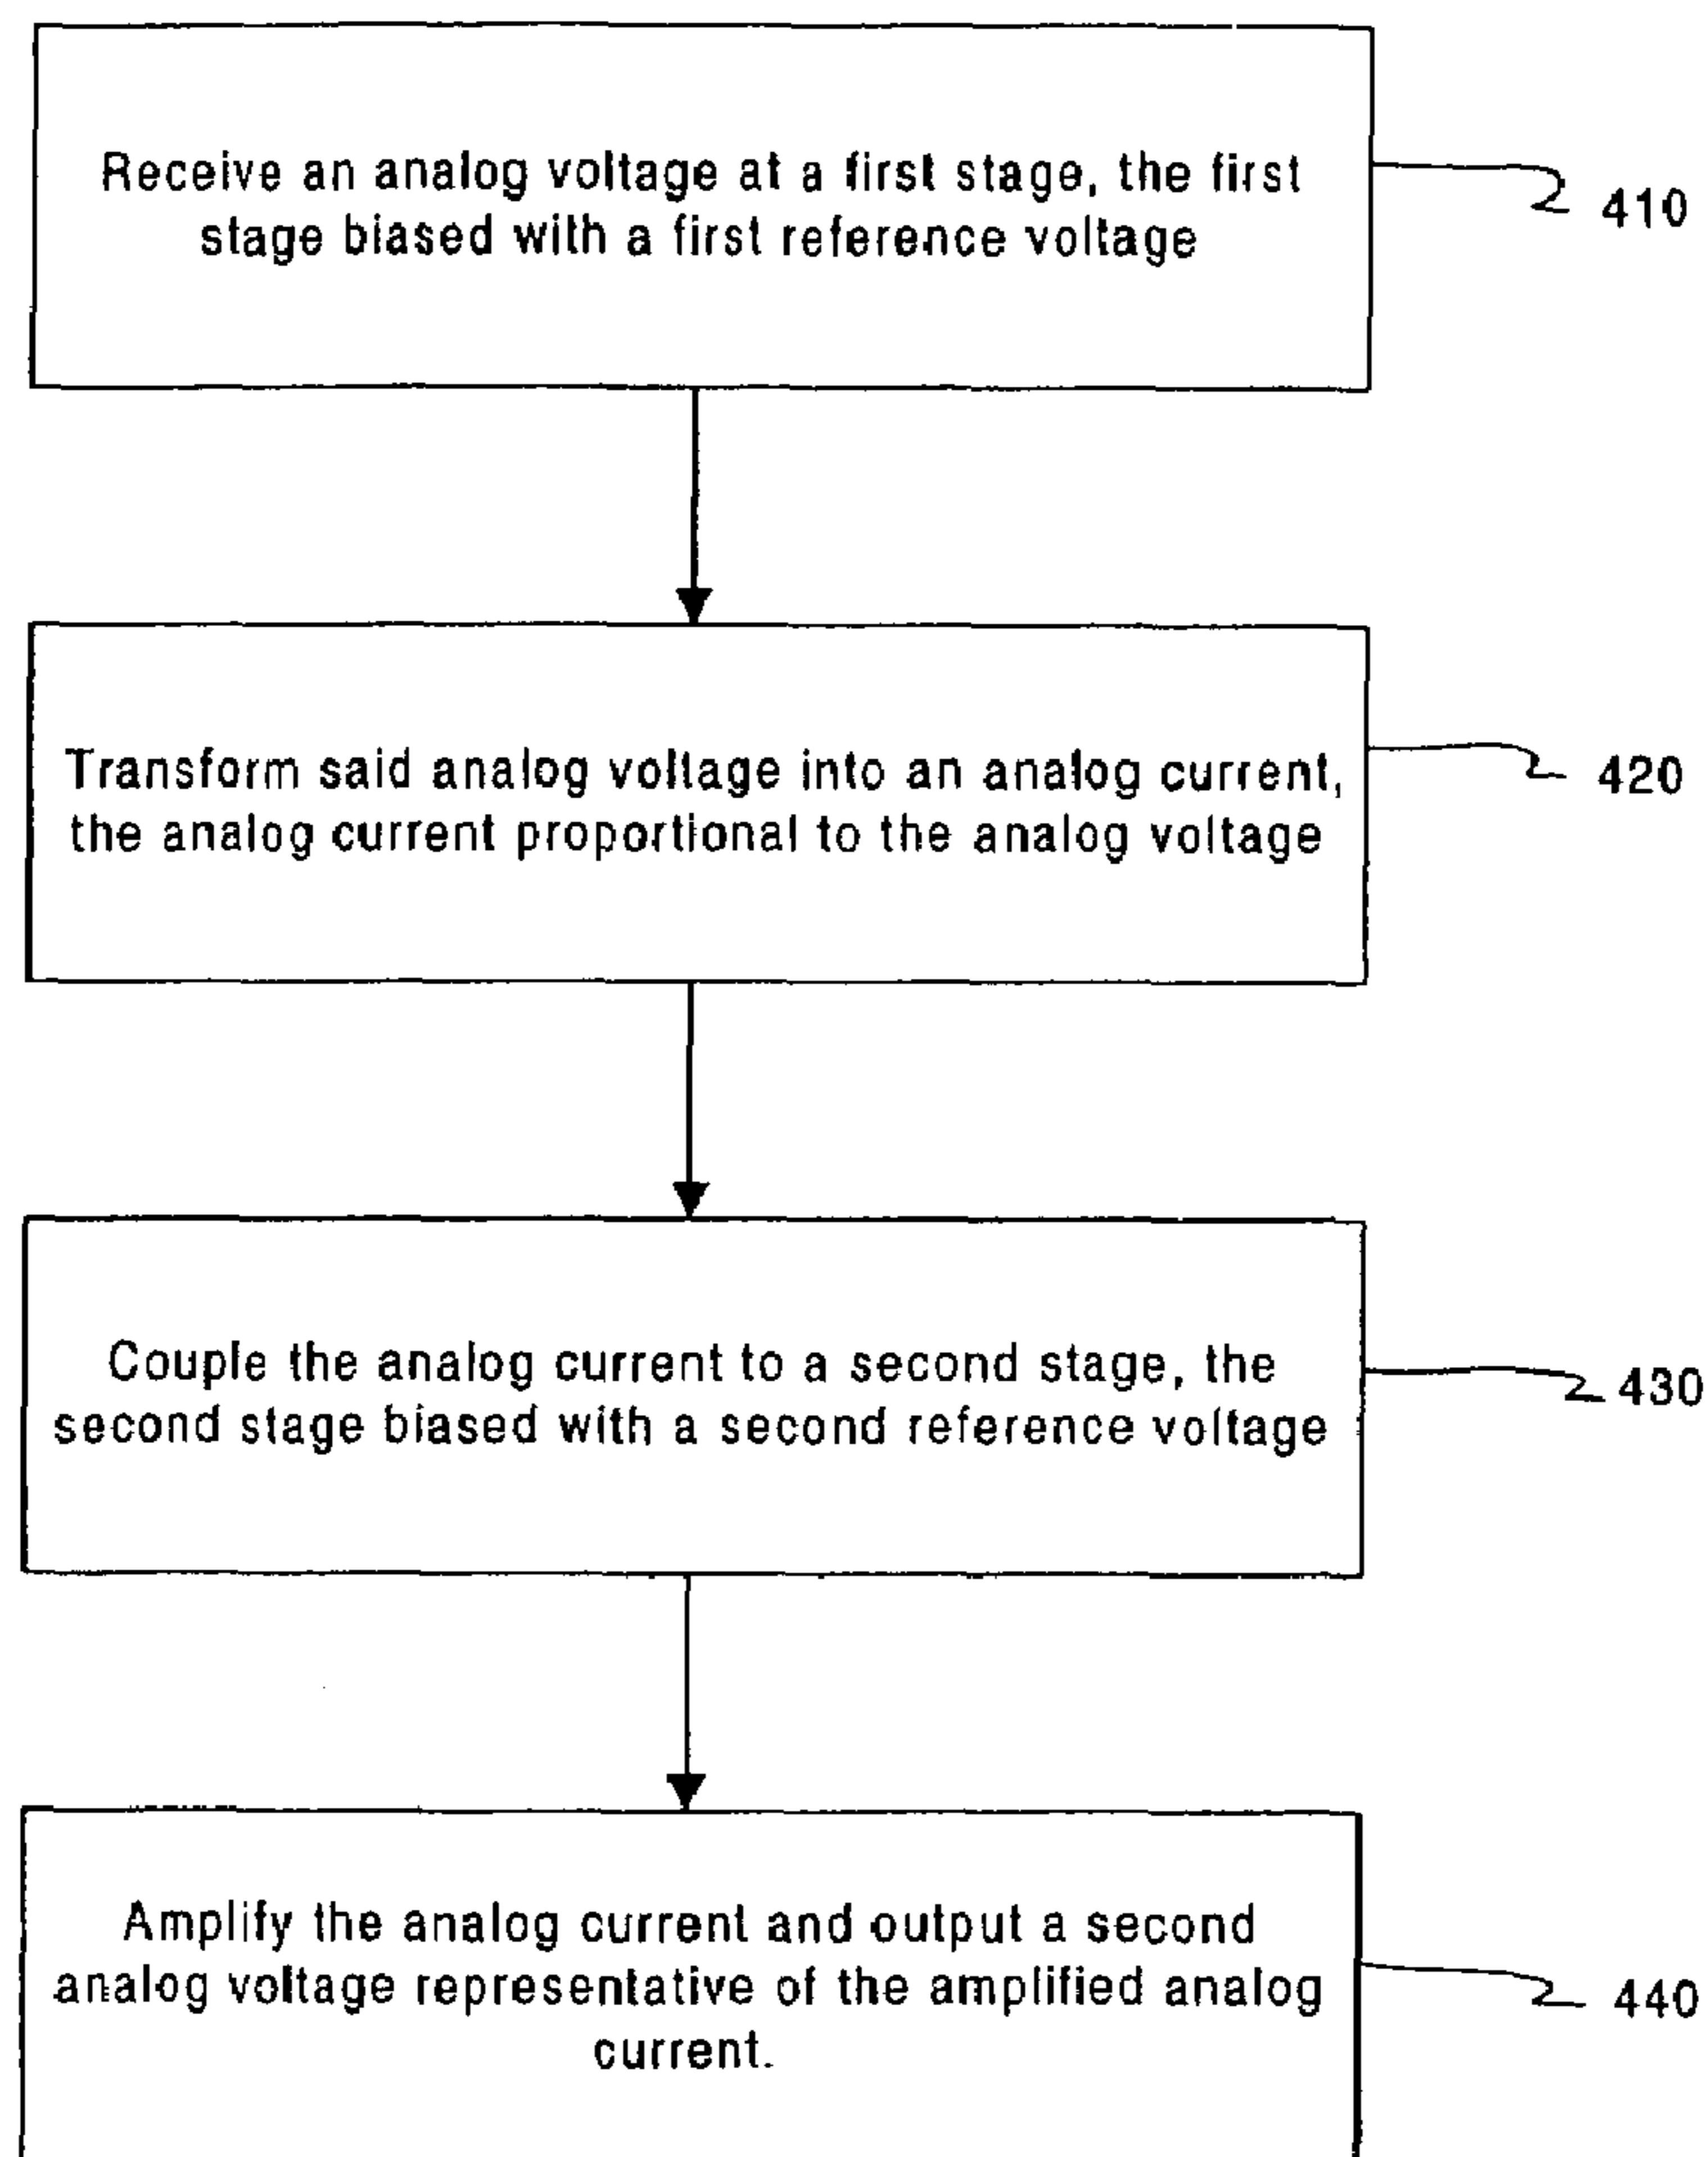 Receive an analog voltage at a first stage, the first
stage biased with a first reference voltage
410
Transform said analog voltage into an analog current,
the analog current proportional to the analog voltage
420
Couple the analog current to a second stage, the
second stage biased with a second reference voltage
430
Amplify the analog current and output a second
analog voltage representative of the amplified analog
current.
440